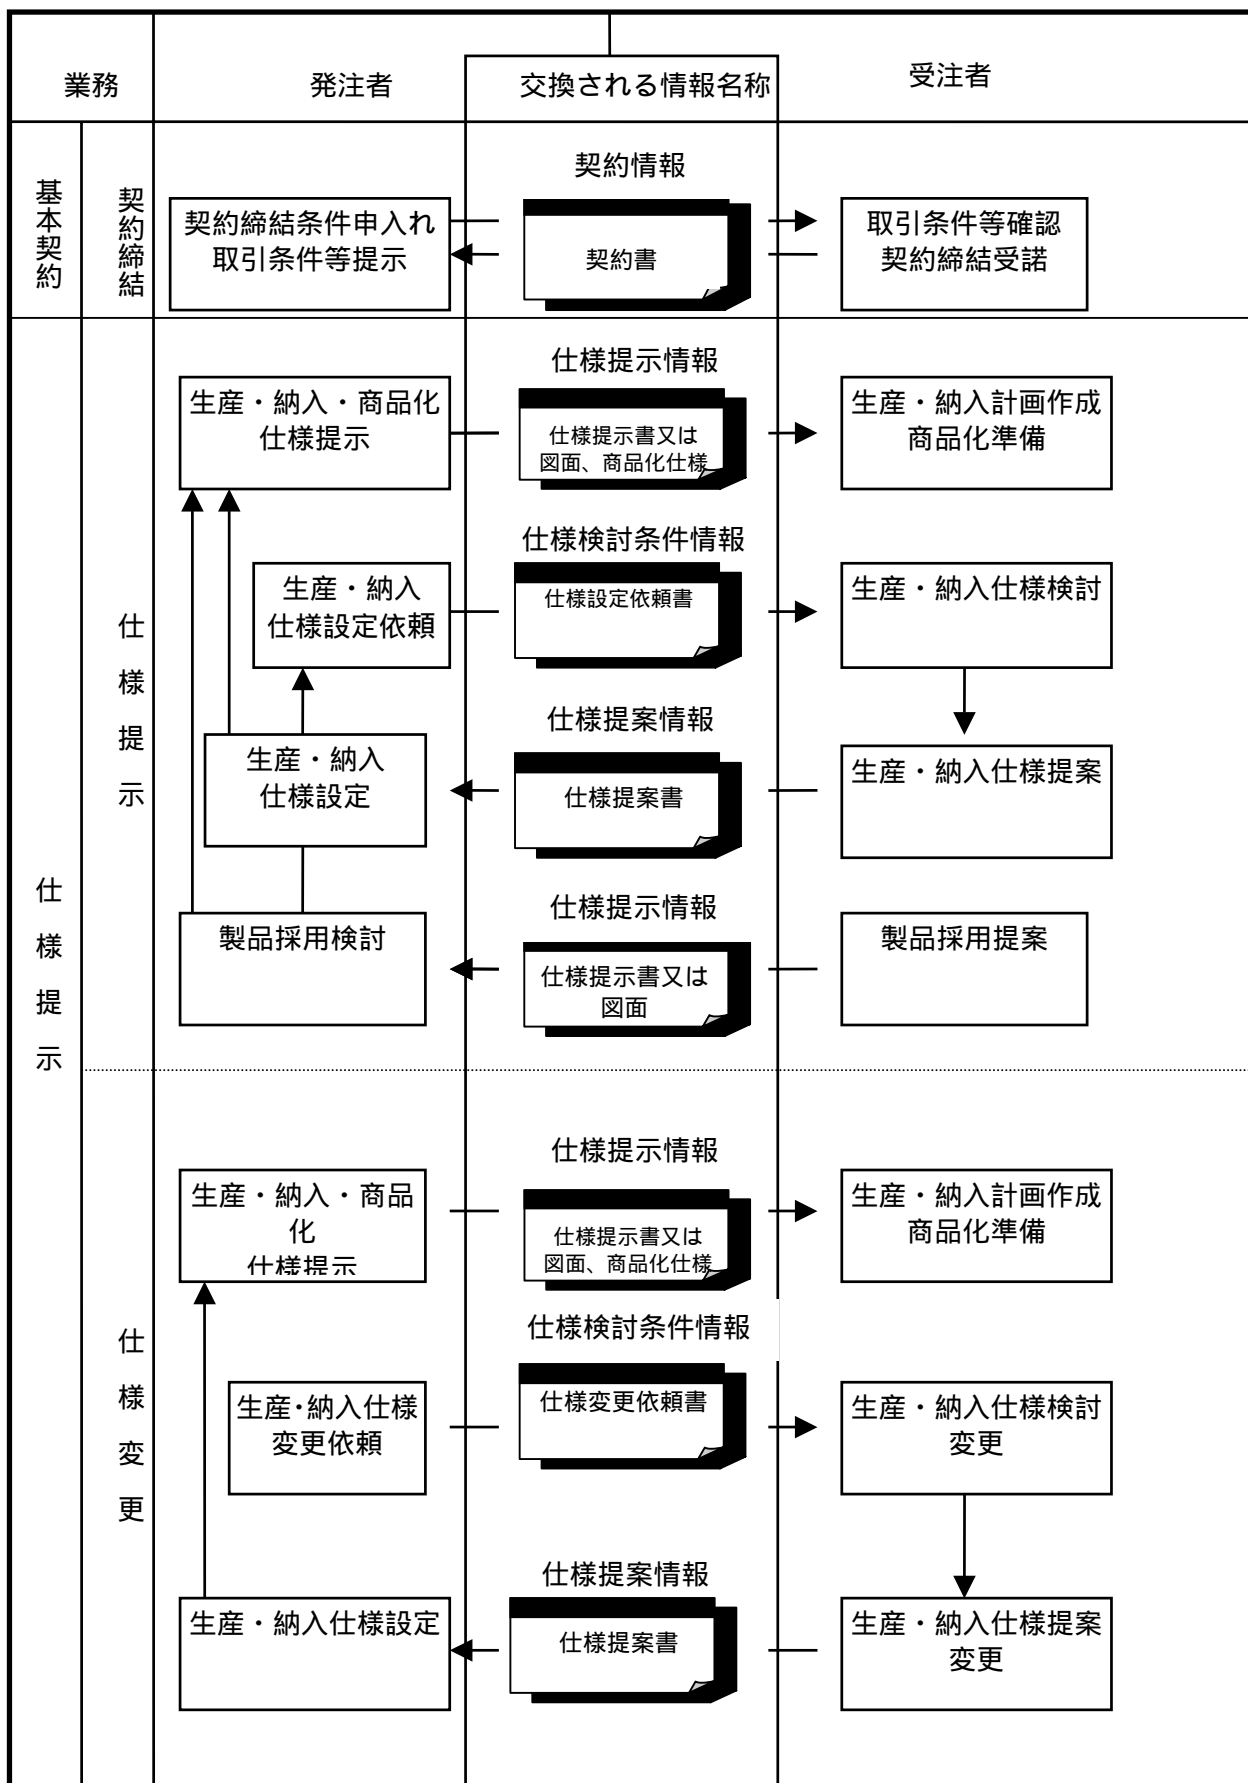 業務
発注者
交換される情報名称
受注者
基本契約
契約締結
契約情報
契約締結条件申入れ
取引条件等提示
契約書
取引条件等確認
契約締結受諾
仕様提示
仕様提示
仕様提示情報
生産・納入・商品化
仕様提示
仕様提示書又は
図面、商品化仕様
生産・納入計画作成
商品化準備
仕様検討条件情報
生産・納入
仕様設定依頼
仕様設定依頼書
生産・納入仕様検討
仕様提案情報
生産・納入
仕様設定
仕様提案書
生産・納入仕様提案
仕様提示情報
製品採用検討
仕様提示書又は
図面
製品採用提案
仕様変更
仕様提示情報
生産・納入・商品
化
仕様提示
仕様提示書又は
図面、商品化仕様
生産・納入計画作成
商品化準備
仕様検討条件情報
生産・納入仕様
変更依頼
仕様変更依頼書
生産・納入仕様検討
変更
仕様提案情報
生産・納入仕様設定
仕様提案書
生産・納入仕様提案
変更